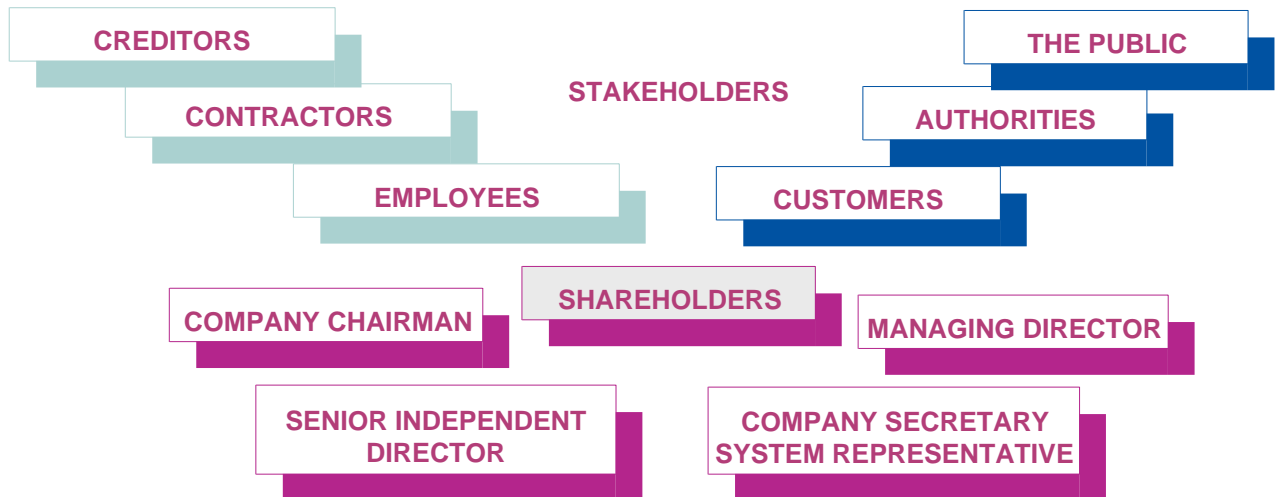 CREDITORS
THE PUBLIC
STAKEHOLDERS
CONTRACTORS
AUTHORITIES
EMPLOYEES
CUSTOMERS
SHAREHOLDERS
COMPANY CHAIRMAN
MANAGING DIRECTOR
SENIOR INDEPENDENT
DIRECTOR
COMPANY SECRETARY
SYSTEM REPRESENTATIVE